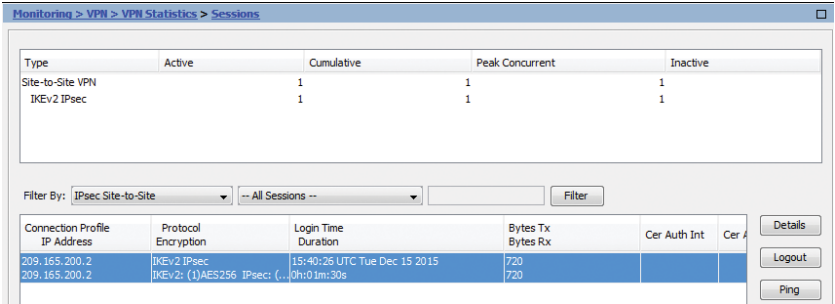 Monitoring > VPN > VPN Statistics > Sessions
Type Active Cumulative Peak Concurrent Inactive
Site-to-Site VPN 1 1 1
IKEv2 IPsec 1 1 1
Filter By: IPsec Site-to-Site -- All Sessions -- Filter
Connection Profile Protocol Login Time Bytes Tx Cer Auth Int Cer A
IP Address Encryption Duration Bytes Rx
209.165.200.2 IKEv2 IPsec 15:40:26 UTC Tue Dec 15 2015 720
209.165.200.2 IKEv2: (1)AES256 IPsec: (... 0h:01m:30s 720
Details
Logout
Ping